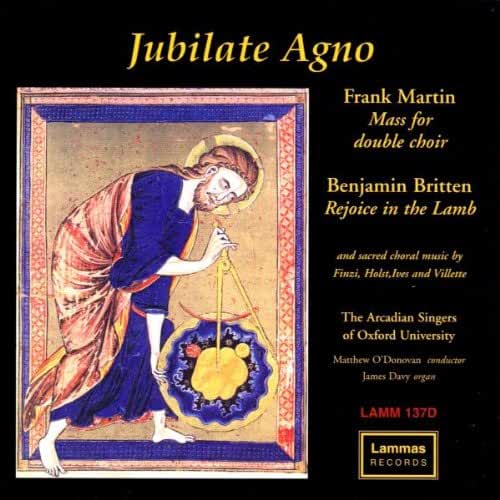 Jubilate Agno
Frank Martin
Mass for
double choir
Benjamin Britten
Rejoice in the Lamb
and sacred choral music by
Finzi, Holst,Ives and Villette
The Arcadian Singers
of Oxford University
Matthew O'Donovan conductor
James Davy organ
LAMM 137D
Lammas
RECORDS